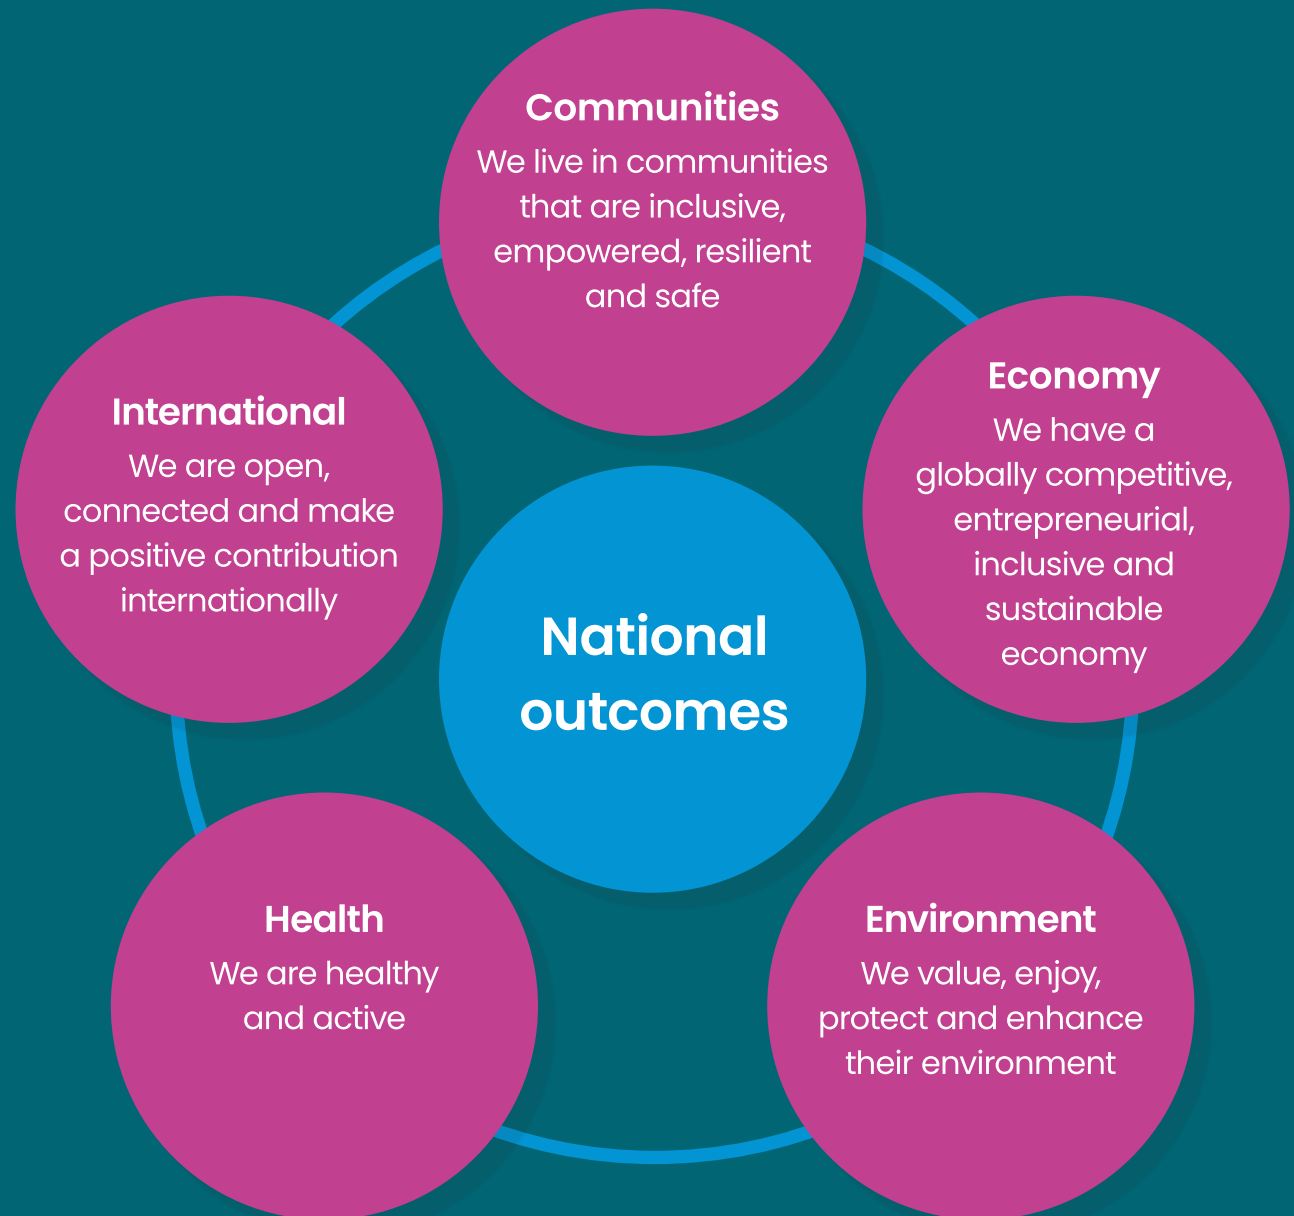 Communities
We live in communities
that are inclusive,
empowered, resilient
and safe
Economy
We have a
globally competitive,
entrepreneurial,
inclusive and
sustainable
economy
International
We are open,
connected and make
a positive contribution
internationally
National
outcomes
Health
We are healthy
and active
Environment
We value, enjoy,
protect and enhance
their environment